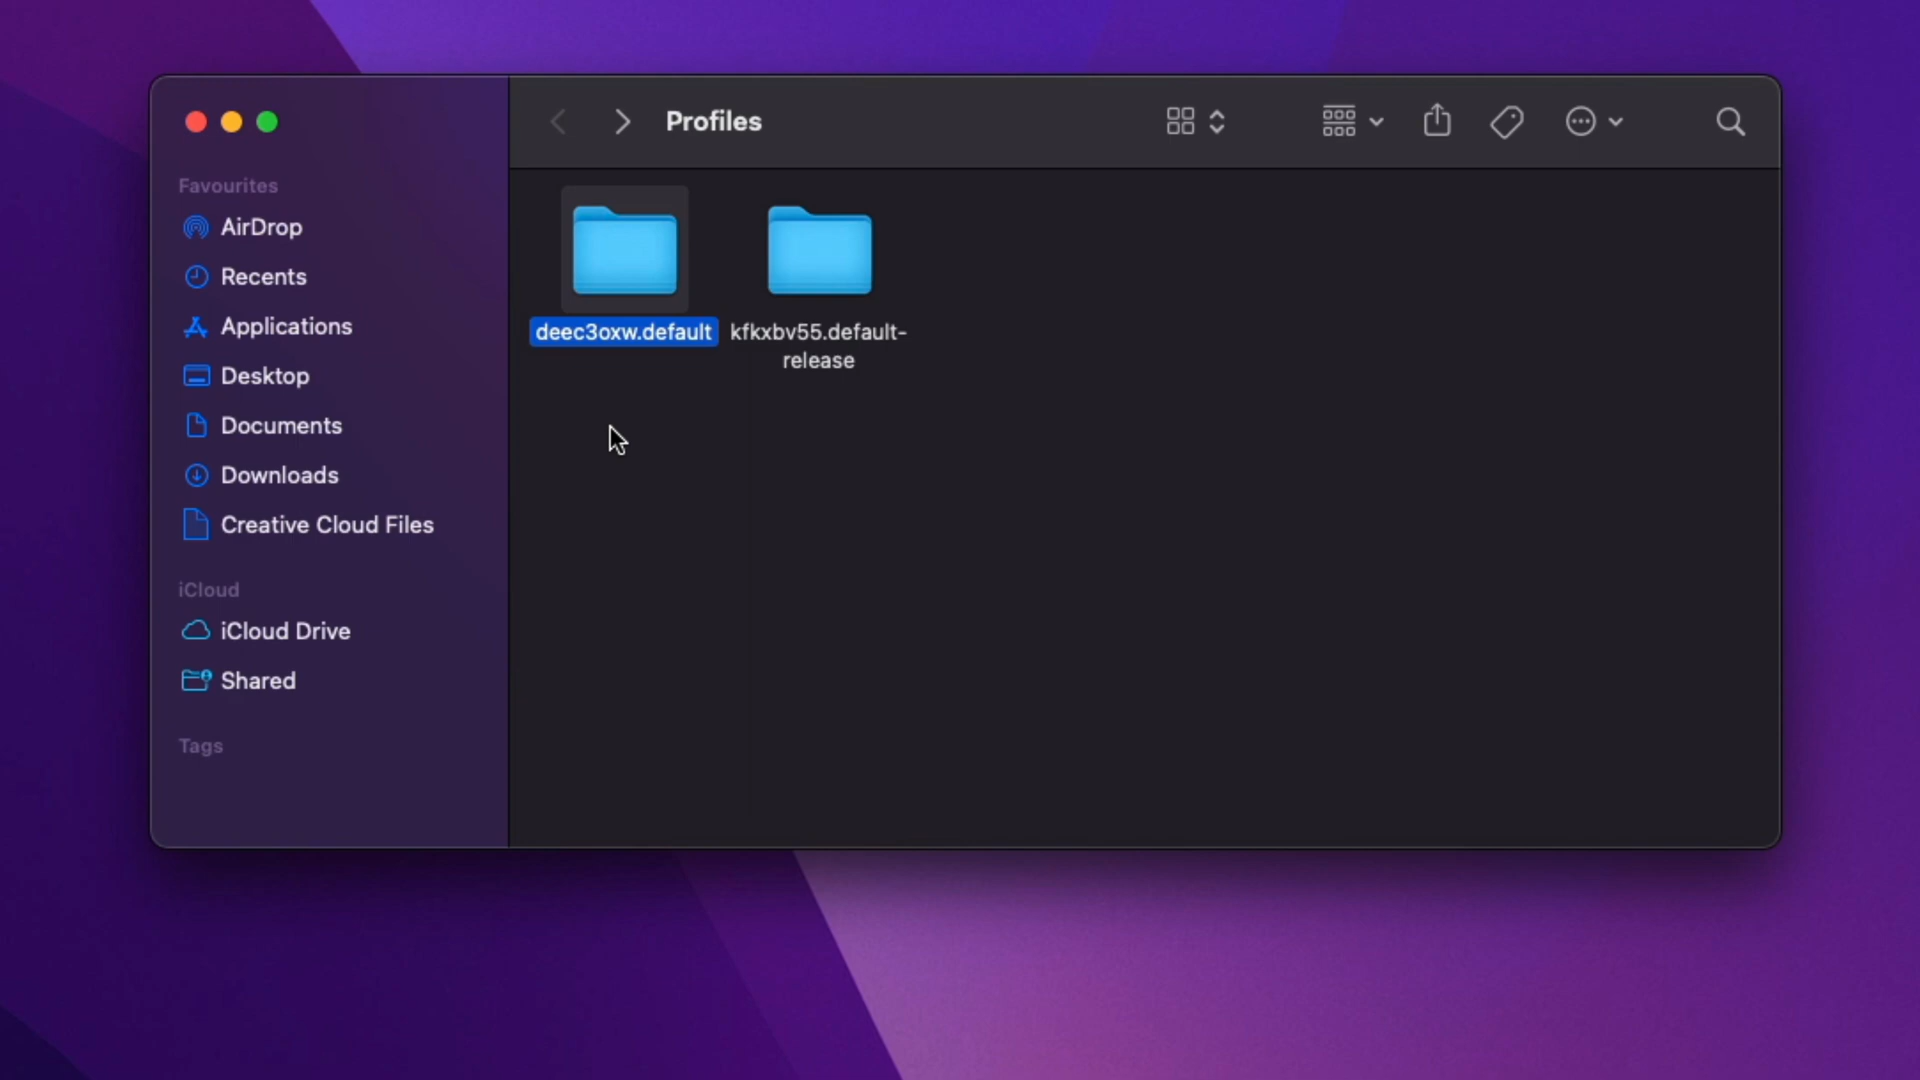 Profiles
Favourites
AirDrop
Recents
Applications
Desktop
Documents
Downloads
Creative Cloud Files
iCloud
iCloud Drive
Shared
Tags
deec3oxw.default
kfkxbv55.default-
release